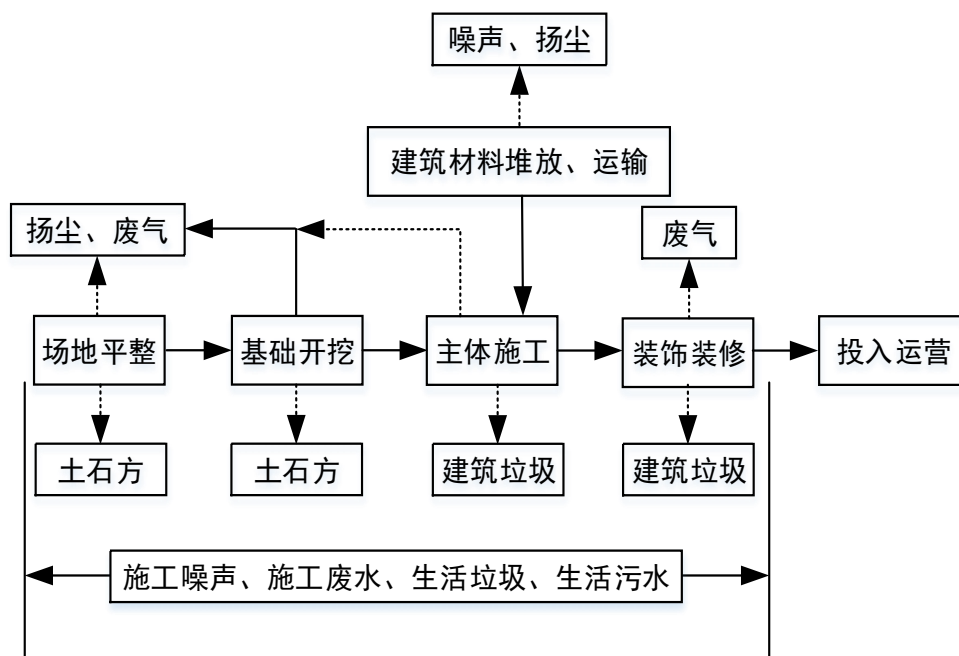 噪声、扬尘
建筑材料堆放、运输
扬尘、废气
废气
场地平整
基础开挖
主体施工
装饰装修
投入运营
土石方
土石方
建筑垃圾
建筑垃圾
施工噪声、施工废水、生活垃圾、生活污水